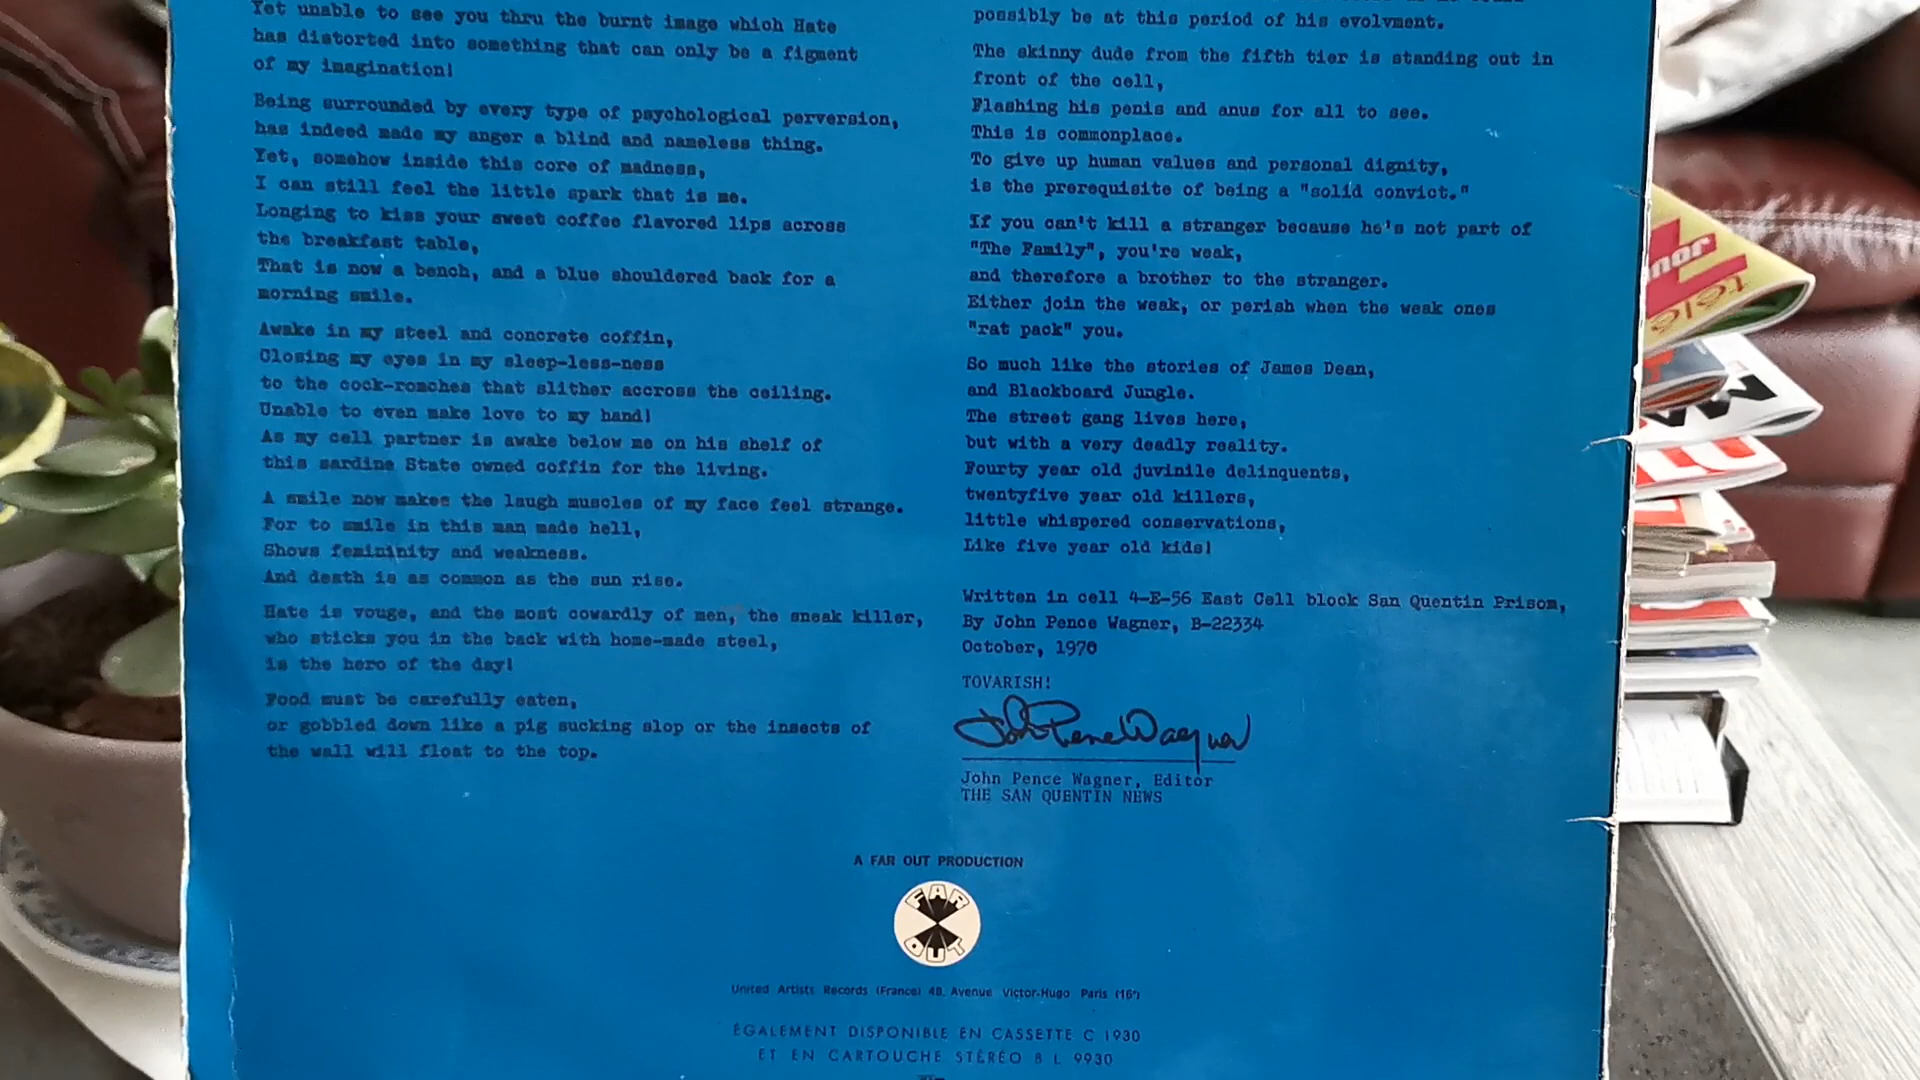 Yet unable to see you thru the burnt image which Hate
has distorted into something that can only be a figment
of my imagination!
Being surrounded by every type of psychological perversion,
has indeed made my anger a blind and nameless thing.
Yet, somehow inside this core of madness,
I can still feel the little spark that is me.
Longing to kiss your sweet coffee flavored lips across
the breakfast table,
That is now a bench, and a blue shouldered back for a
morning smile.
Awake in my steel and concrete coffin,
Closing my eyes in my sleep-less-ness
to the cock-roaches that slither accross the ceiling.
Unable to even make love to my hand!
As my cell partner is awake below me on his shelf of
this sardine State owned coffin for the living.
A smile now makes the laugh muscles of my face feel strange.
For to smile in this man made hell,
Shows femininity and weakness.
And death is as common as the sun rise.
Hate is vouge, and the most cowardly of men, the sneak killer,
who sticks you in the back with home-made steel,
is the hero of the day!
Food must be carefully eaten,
or gobbled down like a pig sucking slop or the insects of
the wall will float to the top.
possibly be at this period of his evolvment.
The skinny dude from the fifth tier is standing out in
front of the cell,
Flashing his penis and anus for all to see.
This is commonplace.
To give up human values and personal dignity,
is the prerequisite of being a "solid convict."
If you can't kill a stranger because he's not part of
"The Family", you're weak,
and therefore a brother to the stranger.
Either join the weak, or perish when the weak ones
"rat pack" you.
So much like the stories of James Dean,
and Blackboard Jungle.
The street gang lives here,
but with a very deadly reality.
Fourty year old juvinile delinquents,
twentyfive year old killers,
little whispered conservations,
Like five year old kids!
Written in cell 4-E-56 East Cell block San Quentin Prison,
By John Pence Wagner, B-22334
October, 1970
TOVARISH!
John Pence Wagner
John Pence Wagner, Editor
THE SAN QUENTIN NEWS
A FAR OUT PRODUCTION
FAR
OUT
United Artists Records (France) 48, Avenue Victor-Hugo Paris (16e)
ÉGALEMENT DISPONIBLE EN CASSETTE C 1930
ET EN CARTOUCHE STÉRÉO 8 L 9930